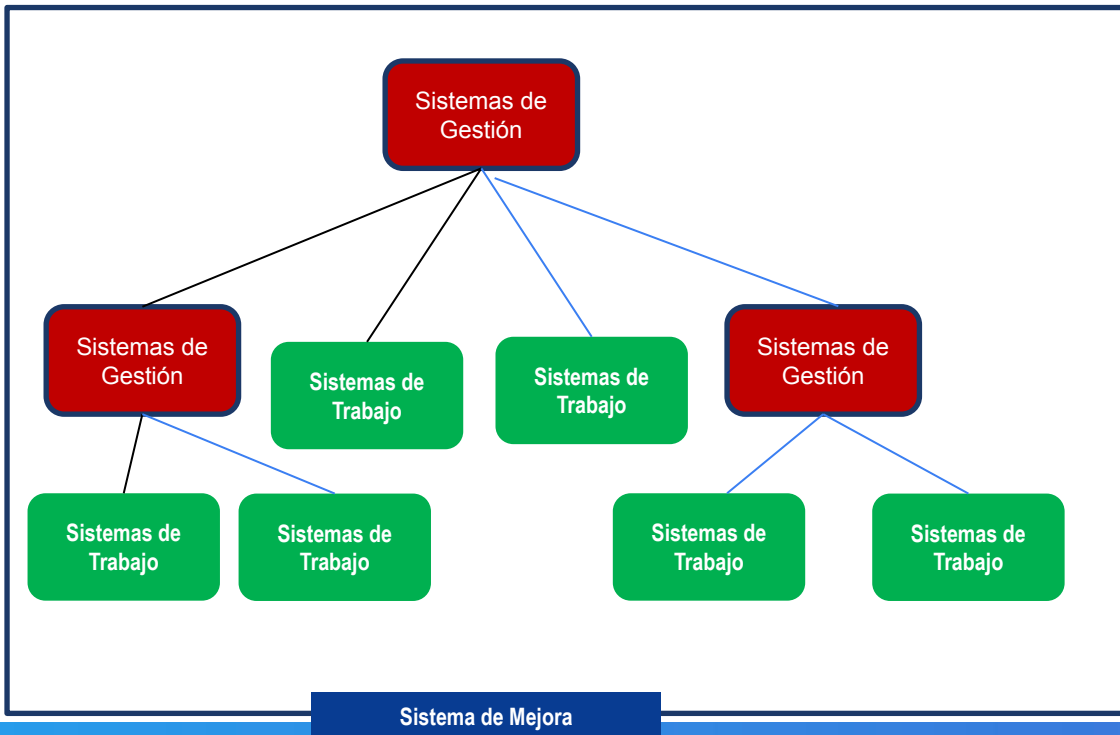 Sistemas de
Gestión
Sistemas de
Gestión
Sistemas de
Trabajo
Sistemas de
Trabajo
Sistemas de
Gestión
Sistemas de
Trabajo
Sistemas de
Trabajo
Sistemas de
Trabajo
Sistemas de
Trabajo
Sistema de Mejora